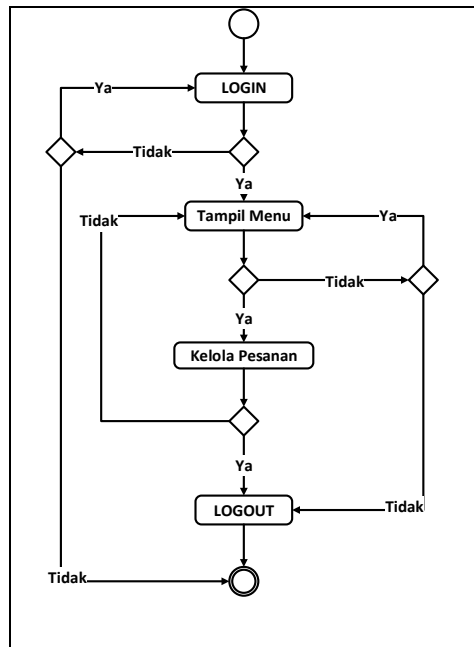 Ya
LOGIN
Tidak
Ya
Tidak
Tampil Menu
Ya
Tidak
Ya
Kelola Pesanan
Ya
LOGOUT
Tidak
Tidak